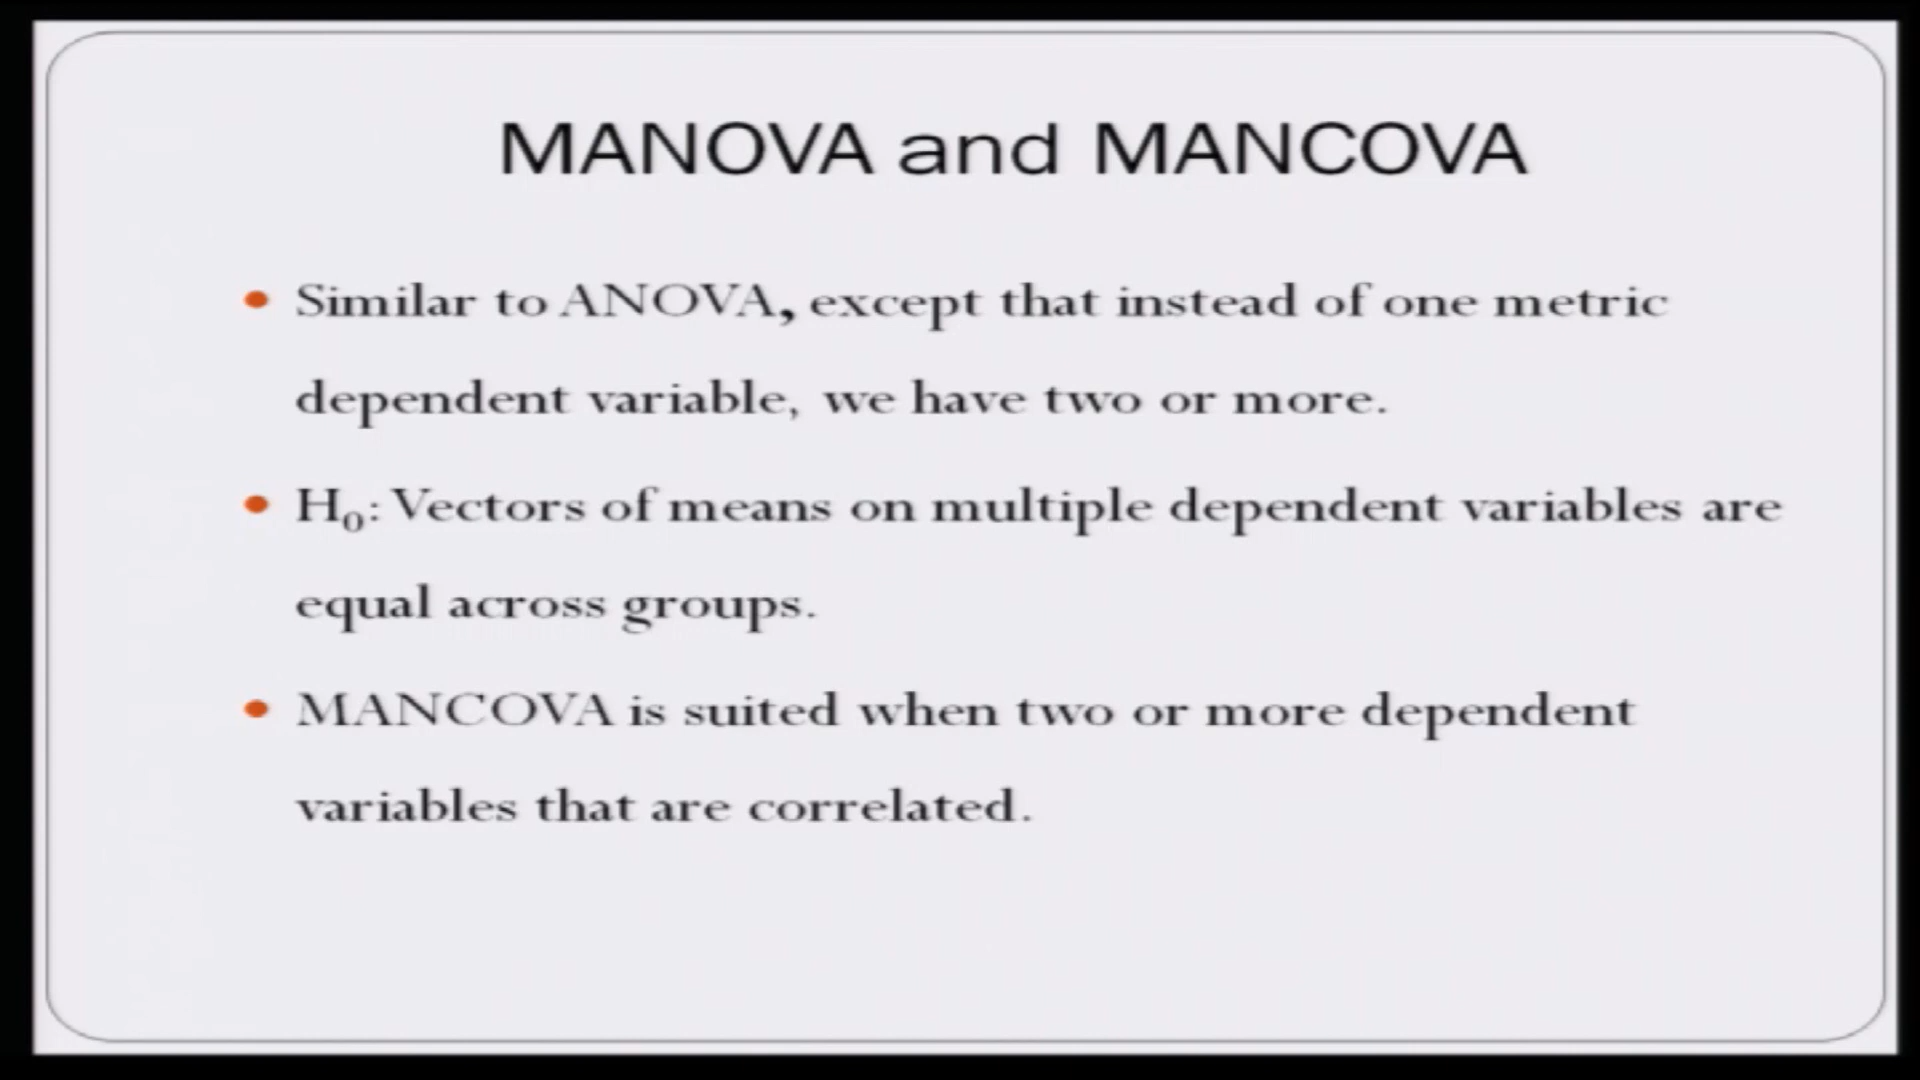 MANOVA and MANCOVA
• Similar to ANOVA, except that instead of one metric
dependent variable, we have two or more.
• H₀: Vectors of means on multiple dependent variables are
equal across groups.
• MANCOVA is suited when two or more dependent
variables that are correlated.